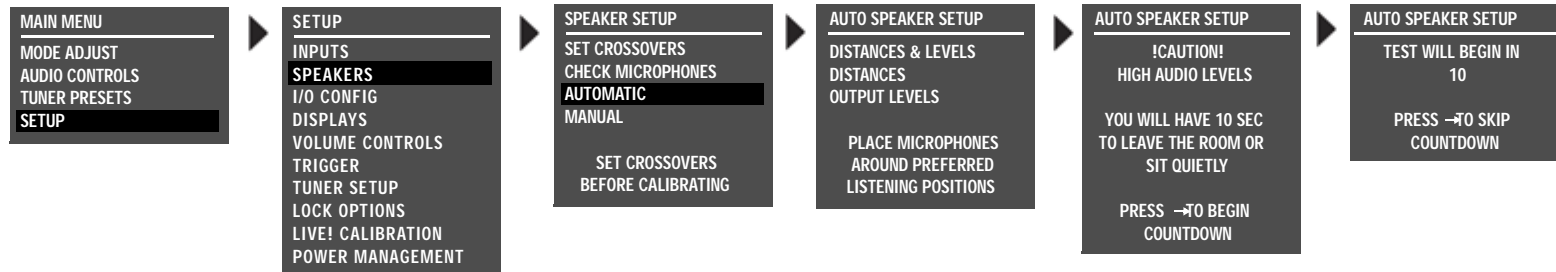 MAIN MENU
MODE ADJUST
AUDIO CONTROLS
TUNER PRESETS
SETUP
SETUP
INPUTS
SPEAKERS
I/O CONFIG
DISPLAYS
VOLUME CONTROLS
TRIGGER
TUNER SETUP
LOCK OPTIONS
LIVE! CALIBRATION
POWER MANAGEMENT
SPEAKER SETUP
SET CROSSOVERS
CHECK MICROPHONES
AUTOMATIC
MANUAL
SET CROSSOVERS
BEFORE CALIBRATING
AUTO SPEAKER SETUP
DISTANCES & LEVELS
DISTANCES
OUTPUT LEVELS
PLACE MICROPHONES
AROUND PREFERRED
LISTENING POSITIONS
AUTO SPEAKER SETUP
!CAUTION!
HIGH AUDIO LEVELS
YOU WILL HAVE 10 SEC
TO LEAVE THE ROOM OR
SIT QUIETLY
PRESS →TO BEGIN
COUNTDOWN
AUTO SPEAKER SETUP
TEST WILL BEGIN IN
10
PRESS →TO SKIP
COUNTDOWN